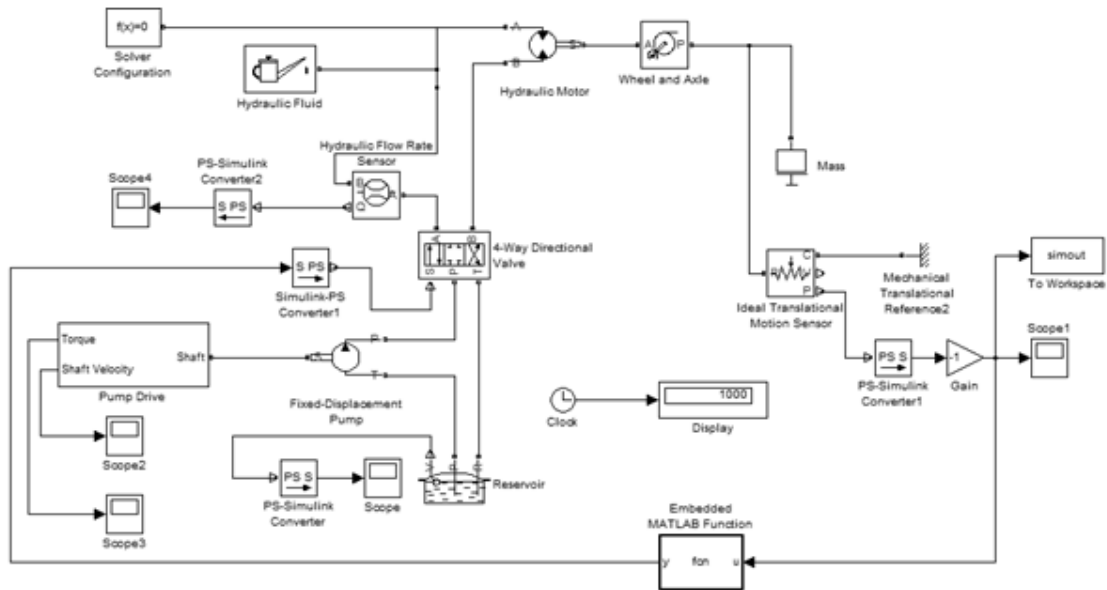 f(x)=0
Solver
Configuration
Hydraulic Fluid
A
B
Hydraulic Motor
A
P
Wheel and Axle
Mass
Hydraulic Flow Rate
Sensor
B
Q
A
PS-Simulink
Converter2
S PS
Scope4
A
B
S
P
T
4-Way Directional
Valve
S PS
Simulink-PS
Converter1
Torque
Shaft Velocity
Shaft
Pump Drive
A
P
T
Fixed-Displacement
Pump
Scope2
Scope3
PS S
PS-Simulink
Converter
Scope
V
P
R
Reservoir
Clock
1000
Display
R
C
V
P
Ideal Translational
Motion Sensor
Mechanical
Translational
Reference2
PS S
PS-Simulink
Converter1
-1
Gain
simout
To Workspace
Scope1
Embedded
MATLAB Function
y
fcn
u